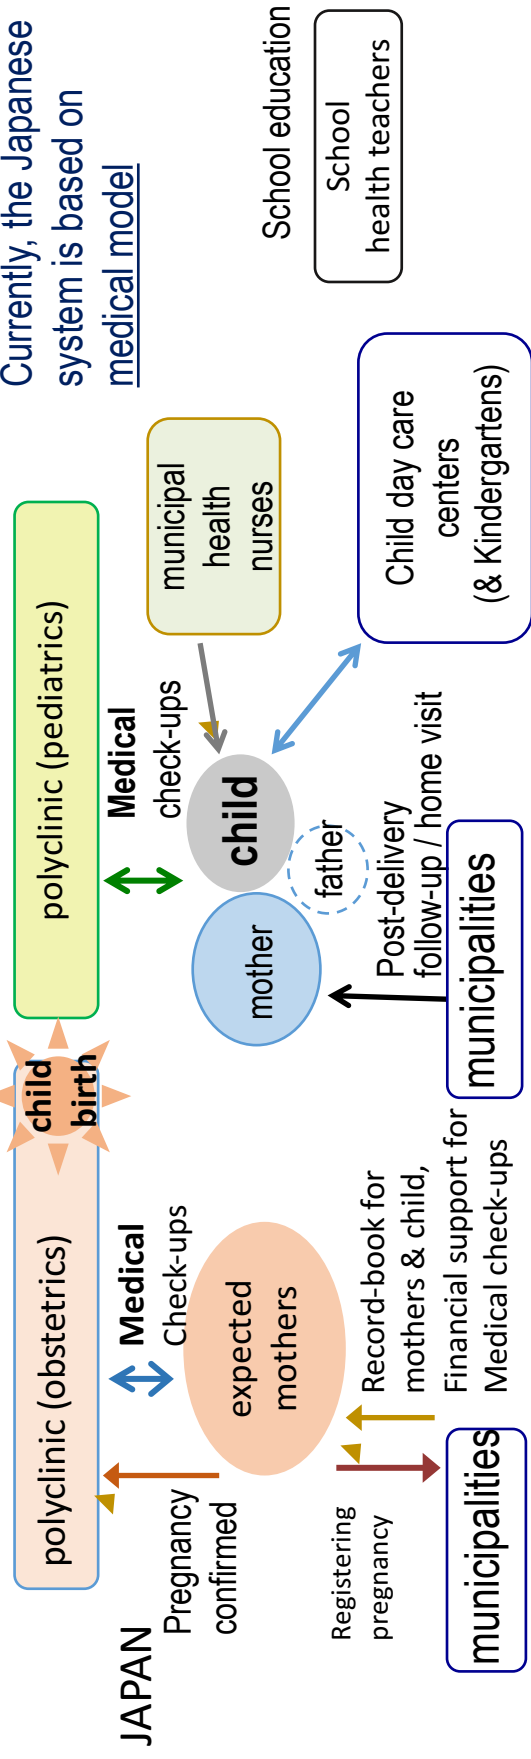 Currently, the Japanese
system is based on
medical model
JAPAN
polyclinic (obstetrics)
child
birth
polyclinic (pediatrics)
Pregnancy
confirmed
Medical
Check-ups
Medical
check-ups
municipal
health
nurses
School education
School
health teachers
expected
mothers
mother
child
father
Registering
pregnancy
Record-book for
mothers & child,
Financial support for
Medical check-ups
Post-delivery
follow-up / home visit
Child day care
centers
(& Kindergartens)
municipalities
municipalities